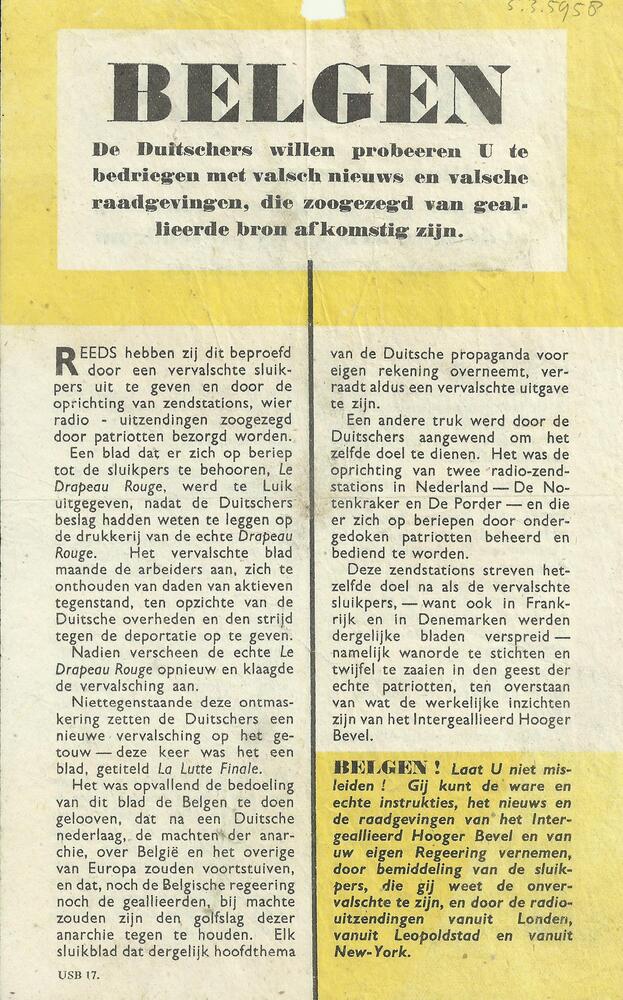 5.3.5958
BELGEN
De Duitschers willen probeeren U te
bedriegen met valsch nieuws en valsche
raadgevingen, die zoogezegd van geal-
lieerde bron afkomstig zijn.
REEDS hebben zij dit beproefd
door een vervalschte sluik-
pers uit te geven en door de
oprichting van zendstations, wier
radio - uitzendingen zoogezegd
door patriotten bezorgd worden.
Een blad dat er zich op beriep
tot de sluikpers te behooren, Le
Drapeau Rouge, werd te Luik
uitgegeven, nadat de Duitschers
beslag hadden weten te leggen op
de drukkerij van de echte Drapeau
Rouge. Het vervalschte blad
maande de arbeiders aan, zich te
onthouden van daden van aktieven
tegenstand, ten opzichte van de
Duitsche overheden en den strijd
tegen de deportatie op te geven.
Nadien verscheen de echte Le
Drapeau Rouge opnieuw en klaagde
de vervalsching aan.
Niettegenstaande deze ontmas-
kering zetten de Duitschers een
nieuwe vervalsching op het ge-
touw — deze keer was het een
blad, getiteld La Lutte Finale.
Het was opvallend de bedoeling
van dit blad de Belgen te doen
gelooven, dat na een Duitsche
nederlaag, de machten der anar-
chie, over België en het overige
van Europa zouden voortstuiven,
en dat, noch de Belgische regeering
noch de geallieerden, bij machte
zouden zijn den golfslag dezer
anarchie tegen te houden. Elk
sluikblad dat dergelijk hoofdthema
USB 17.
van de Duitsche propaganda voor
eigen rekening overneemt, ver-
raadt aldus een vervalschte uitgave
te zijn.
Een andere truk werd door de
Duitschers aangewend om het
zelfde doel te dienen. Het was de
oprichting van twee radio-zend-
stations in Nederland — De No-
tenkraker en De Porder — en die
er zich op beriepen door onder-
gedoken patriotten beheerd en
bediend te worden.
Deze zendstations streven het-
zelfde doel na als de vervalschte
sluikpers, — want ook in Frank-
rijk en in Denemarken werden
dergelijke bladen verspreid —
namelijk wanorde te stichten en
twijfel te zaaien in den geest der
echte patriotten, ten overstaan
van wat de werkelijke inzichten
zijn van het Intergeallieerd Hooger
Bevel.
BELGEN ! Laat U niet mis-
leiden ! Gij kunt de ware en
echte instrukties, het nieuws en
de raadgevingen van het Inter-
geallieerd Hooger Bevel en van
uw eigen Regeering vernemen,
door bemiddeling van de sluik-
pers, die gij weet de onver-
valschte te zijn, en door de radio-
uitzendingen vanuit Londen,
vanuit Leopoldstad en vanuit
New-York.